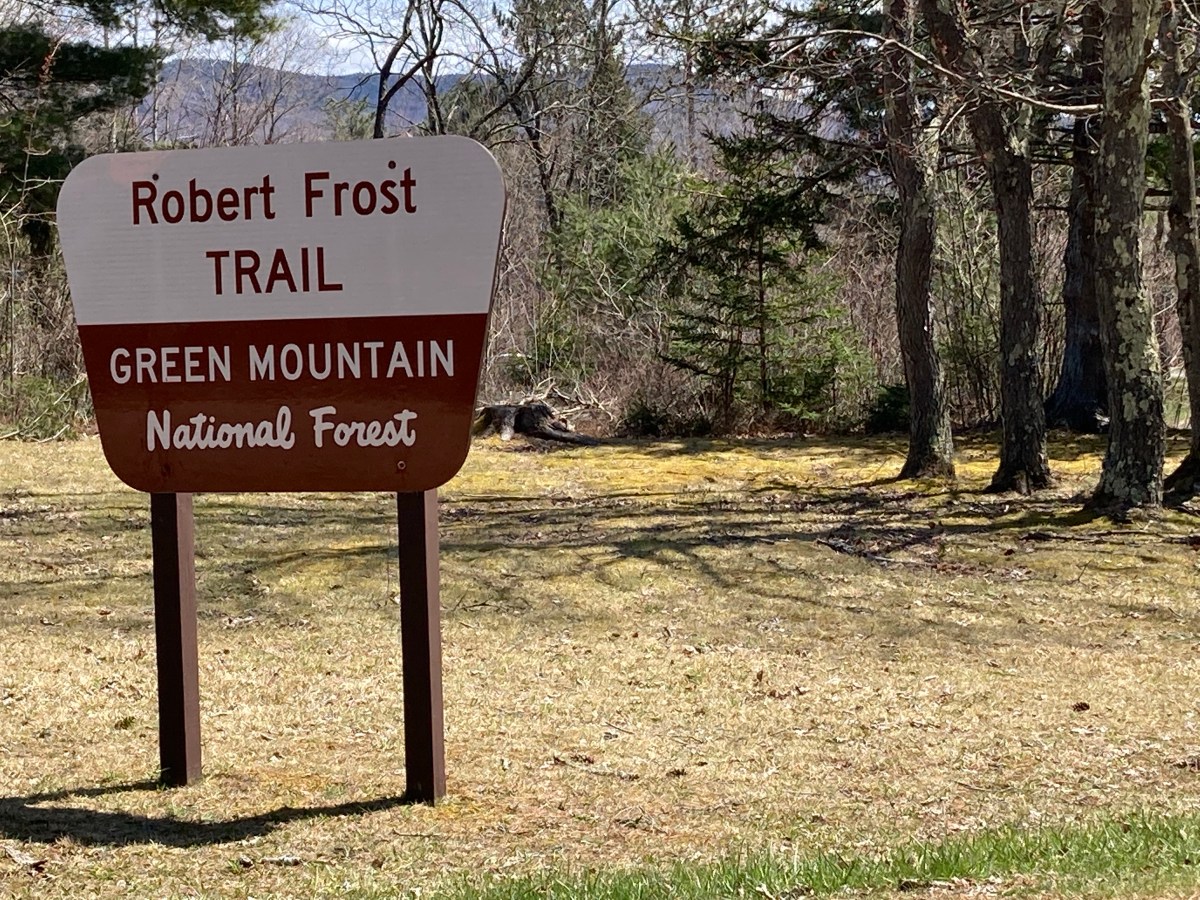 Robert Frost
TRAIL
GREEN MOUNTAIN
National Forest